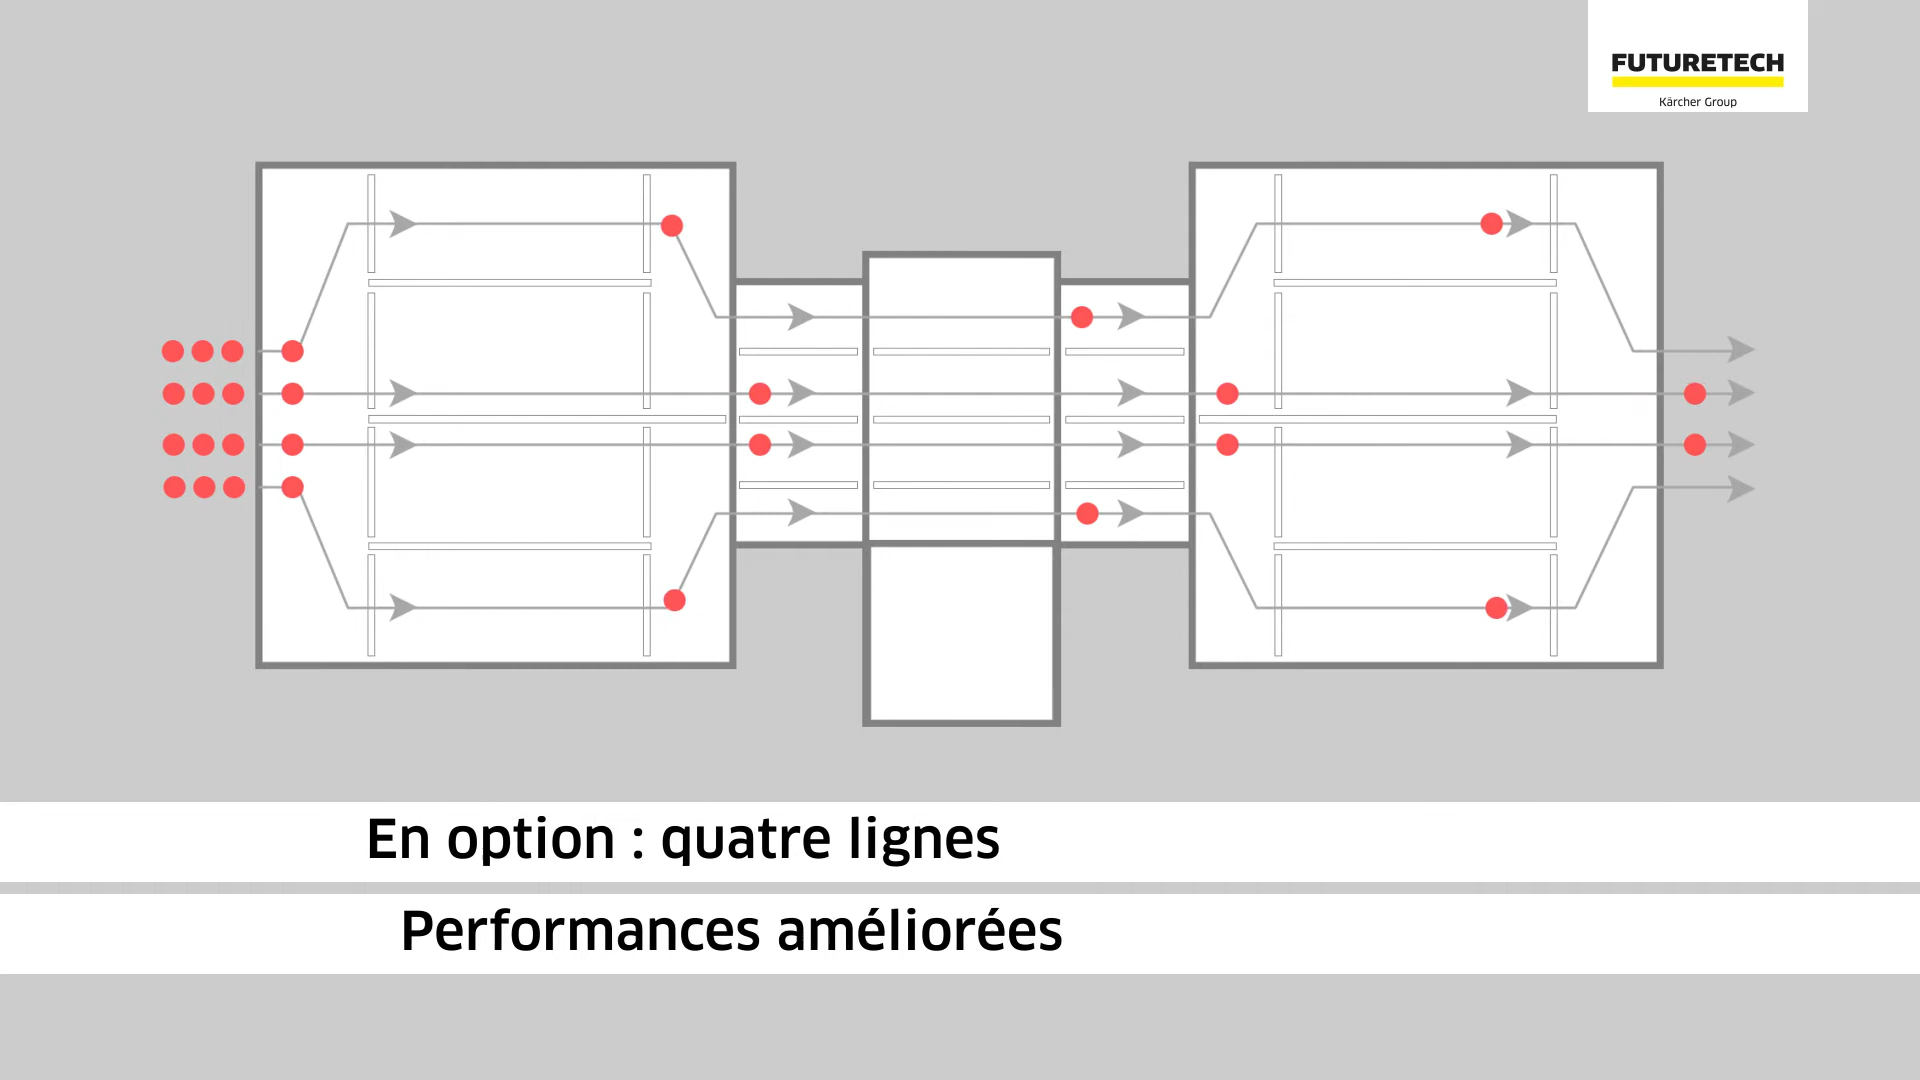 FUTURETECH
Kärcher Group
En option : quatre lignes
Performances améliorées